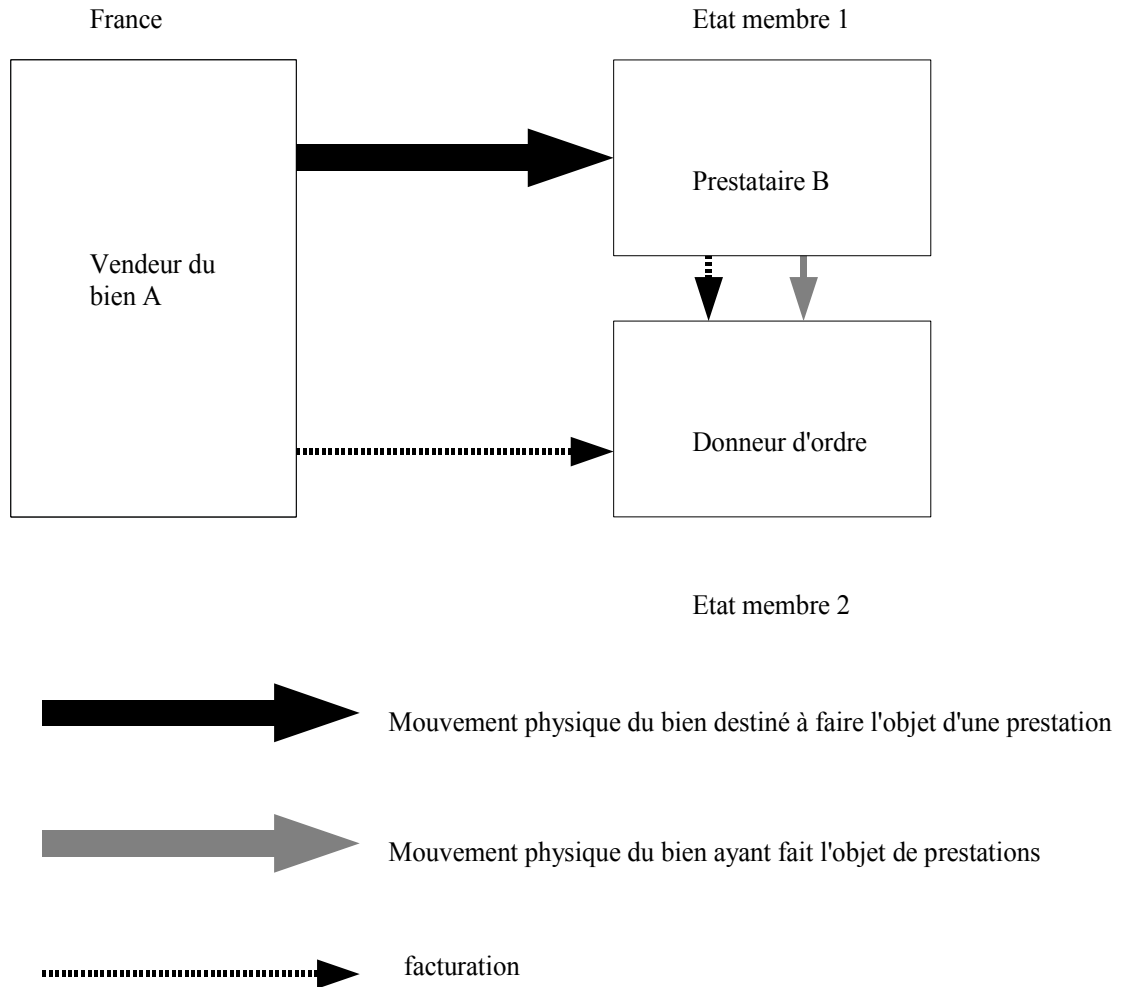 France
Etat membre 1
Prestataire B
Vendeur du
bien A
Donneur d'ordre
Etat membre 2
Mouvement physique du bien destiné à faire l'objet d'une prestation
Mouvement physique du bien ayant fait l'objet de prestations
facturation